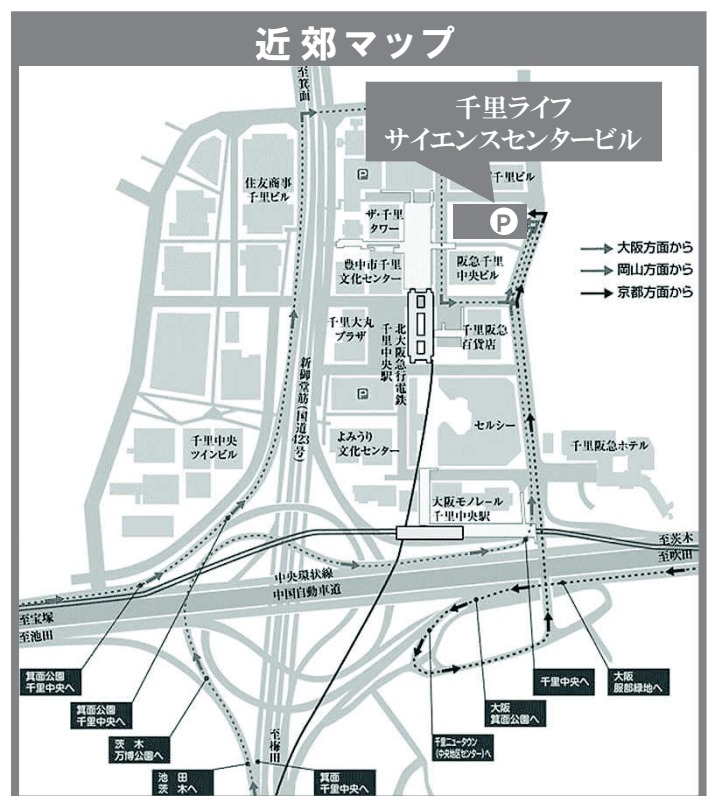 近郊マップ
至箕面
千里ライフ
サイエンスセンタービル
住友商事
千里ビル
P
千里ビル
ザ・千里
タワー
P
大阪方面から
岡山方面から
京都方面から
豊中市千里
文化センター
阪急千里
中央ビル
千里大丸
プラザ
北大阪急行電鉄
千里中央駅
千里阪急
百貨店
新御堂筋(国道423号)
P
セルシー
千里中央
ツインビル
よみうり
文化センター
千里阪急ホテル
大阪モノレール
千里中央駅
至茨木
至吹田
中央環状線
中国自動車道
至宝塚
至池田
箕面公園
千里中央へ
箕面公園
千里中央へ
茨木
万博公園へ
池田
茨木へ
至梅田
箕面
千里中央へ
千里ニュータウン
(中央地区センター)へ
大阪
箕面公園へ
千里中央へ
大阪
服部緑地へ